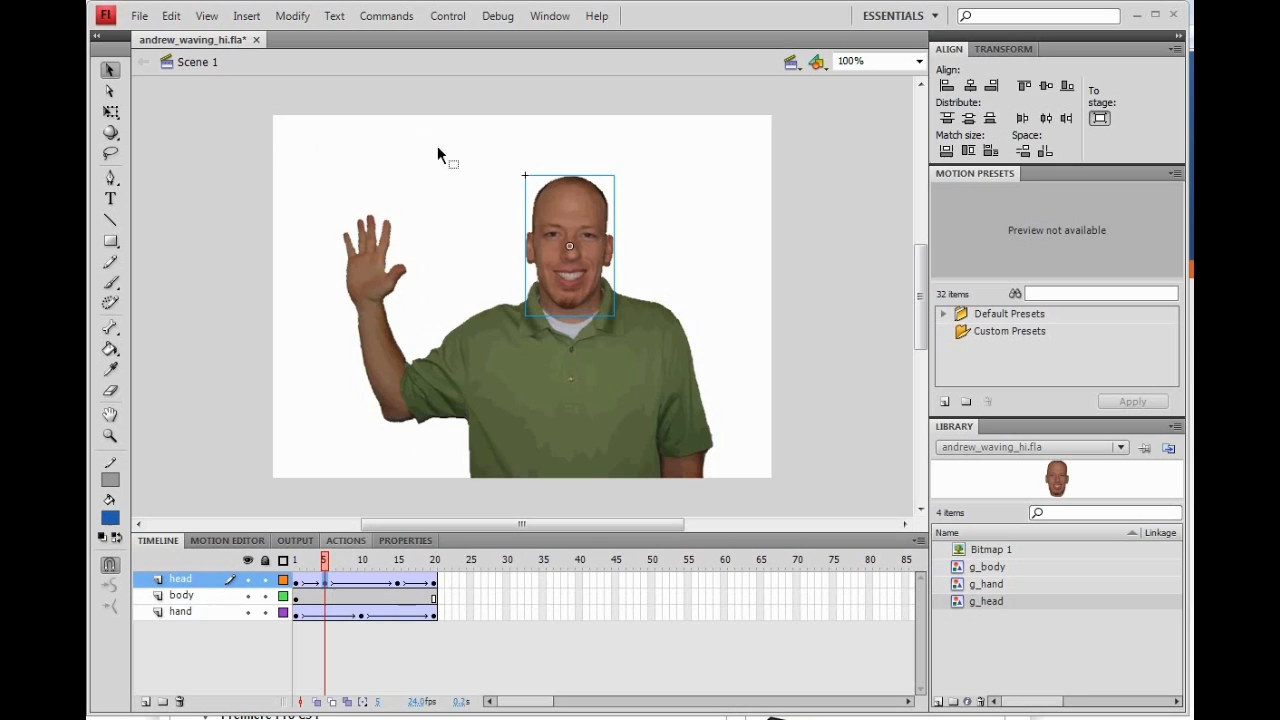 Fl File Edit View Insert Modify Text Commands Control Debug Window Help ESSENTIALS
andrew_waving_hi.fla*
Scene 1 100%
ALIGN TRANSFORM
Align:
To stage:
Distribute:
Match size: Space:
MOTION PRESETS
Preview not available
32 items
Default Presets
Custom Presets
Apply
LIBRARY
andrew_waving_hi.fla
4 items
Name Linkage
Bitmap 1
g_body
g_hand
g_head
TIMELINE MOTION EDITOR OUTPUT ACTIONS PROPERTIES
1 5 10 15 20 25 30 35 40 45 50 55 60 65 70 75 80 85
head
body
hand
5 24.0fps 0.2s